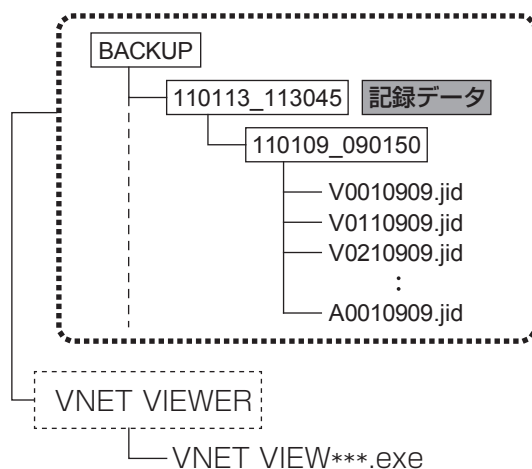 BACKUP
110113_113045 記録データ
110109_090150
V0010909.jid
V0110909.jid
V0210909.jid
:
A0010909.jid
VNET VIEWER
VNET VIEW***.exe